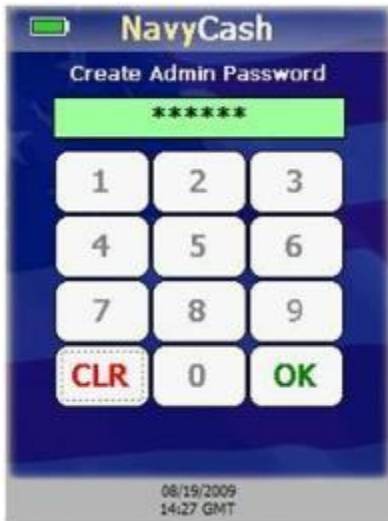 NavyCash
Create Admin Password
******
1 2 3
4 5 6
7 8 9
CLR 0 OK
08/19/2009
14:27 GMT